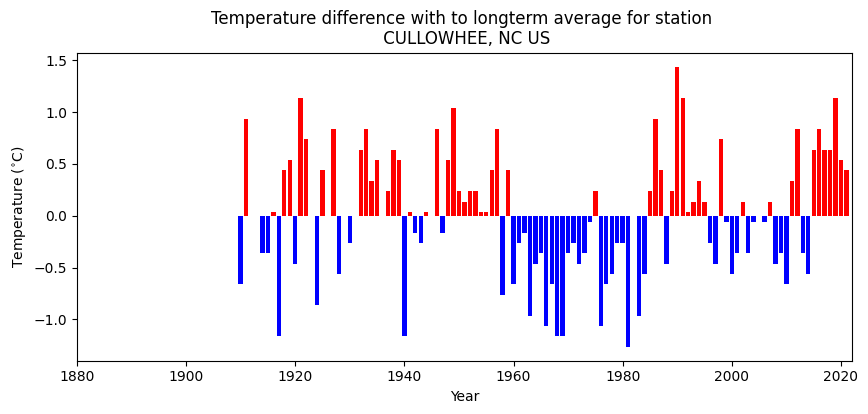 Temperature difference with to longterm average for station
CULLOWHEE, NC US
Temperature (°C)
1.5
1.0
0.5
0.0
−0.5
−1.0
1880 1900 1920 1940 1960 1980 2000 2020
Year